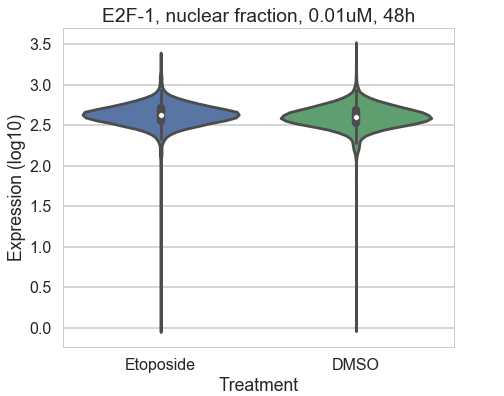 E2F-1, nuclear fraction, 0.01uM, 48h
Expression (log10)
3.5
3.0
2.5
2.0
1.5
1.0
0.5
0.0
Etoposide DMSO
Treatment